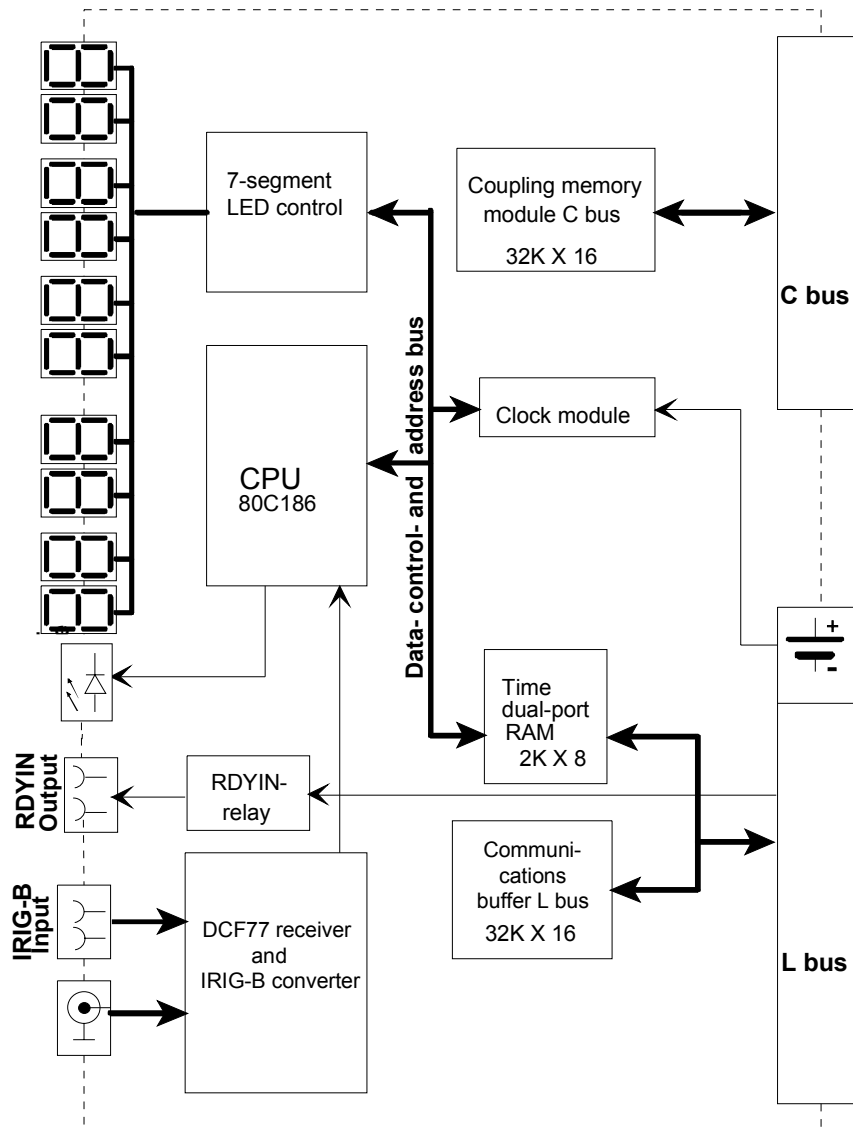 7-segment
LED control
Coupling memory
module C bus
32K X 16
C bus
Data- control- and address bus
Clock module
CPU
80C186
+
-
Time
dual-port
RAM
2K X 8
RDYIN
Output
RDYIN-
relay
Communi-
cations
buffer L bus
32K X 16
IRIG-B
Input
DCF77 receiver
and
IRIG-B converter
L bus